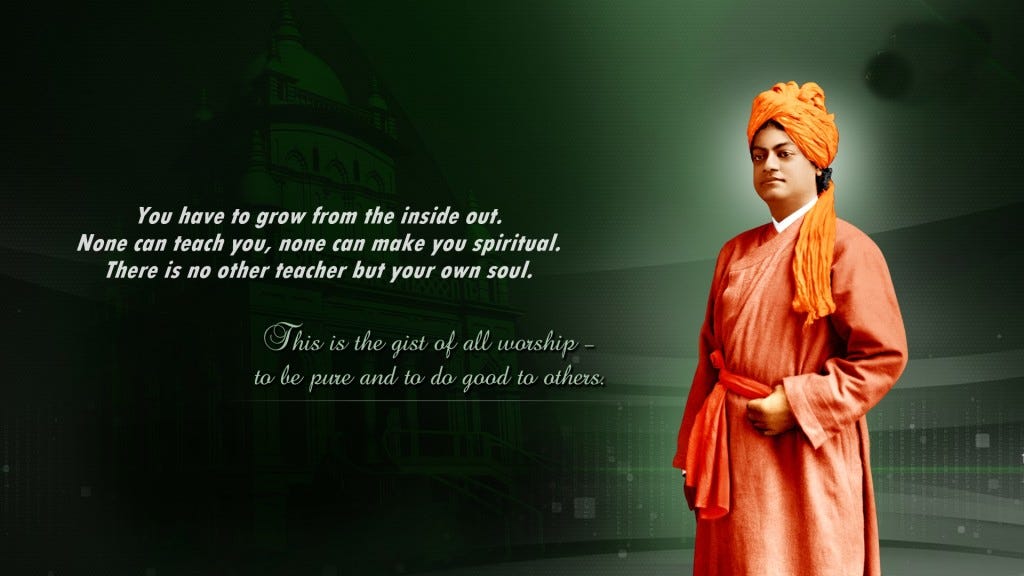 You have to grow from the inside out.
None can teach you, none can make you spiritual.
There is no other teacher but your own soul.
This is the gist of all worship –
to be pure and to do good to others.